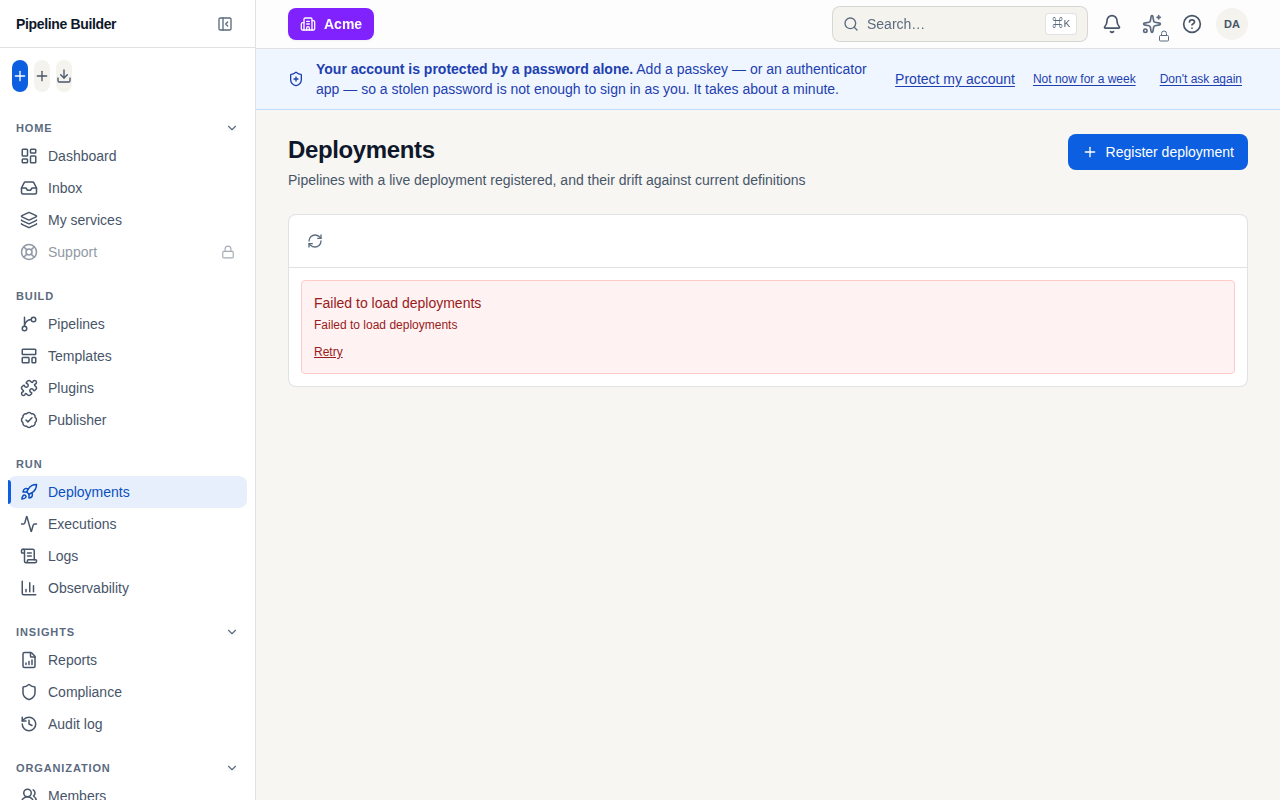 Pipeline Builder
Acme
Search…
⌘K
DA
Your account is protected by a password alone. Add a passkey — or an authenticator
app — so a stolen password is not enough to sign in as you. It takes about a minute.
Protect my account
Not now for a week
Don't ask again
HOME
Dashboard
Inbox
My services
Support
BUILD
Pipelines
Templates
Plugins
Publisher
RUN
Deployments
Executions
Logs
Observability
INSIGHTS
Reports
Compliance
Audit log
ORGANIZATION
Members
Deployments
Pipelines with a live deployment registered, and their drift against current definitions
Register deployment
Failed to load deployments
Failed to load deployments
Retry